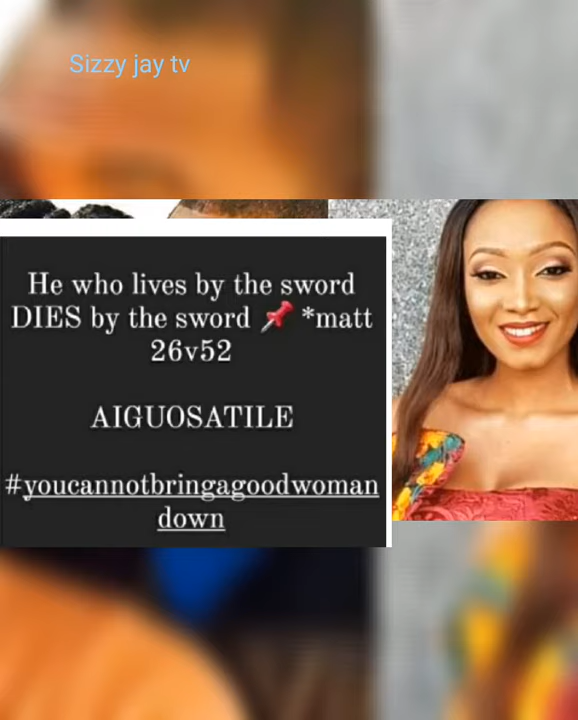 Sizzy jay tv
He who lives by the sword
DIES by the sword 📌 *matt
26v52
AIGUOSATILE
#youcannotbringagoodwoman
down